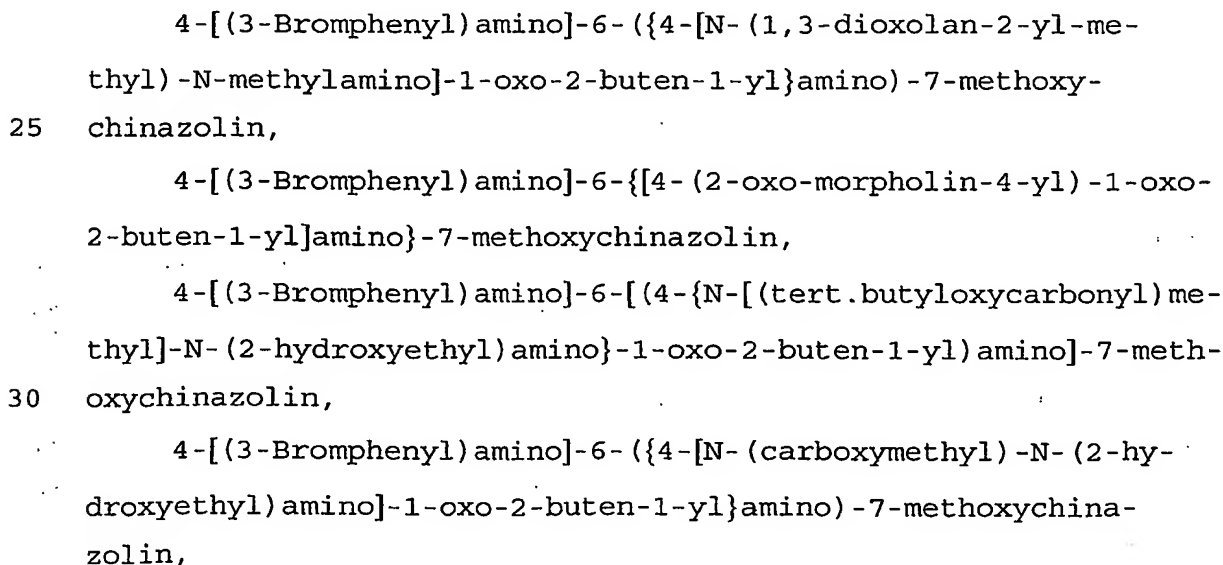 4-[(3-Bromphenyl)amino]-6-({4-[N-(1,3-dioxolan-2-yl-me-
thyl)-N-methylamino]-1-oxo-2-buten-1-yl}amino)-7-methoxy-
25 chinazolin,
4-[(3-Bromphenyl)amino]-6-{[4-(2-oxo-morpholin-4-yl)-1-oxo-
2-buten-1-yl]amino}-7-methoxychinazolin,
4-[(3-Bromphenyl)amino]-6-[(4-{N-[(tert.butyloxycarbonyl)me-
thyl]-N-(2-hydroxyethyl)amino}-1-oxo-2-buten-1-yl)amino]-7-meth-
30 oxychinazolin,
4-[(3-Bromphenyl)amino]-6-({4-[N-(carboxymethyl)-N-(2-hy-
droxyethyl)amino]-1-oxo-2-buten-1-yl}amino)-7-methoxychina-
zolin,